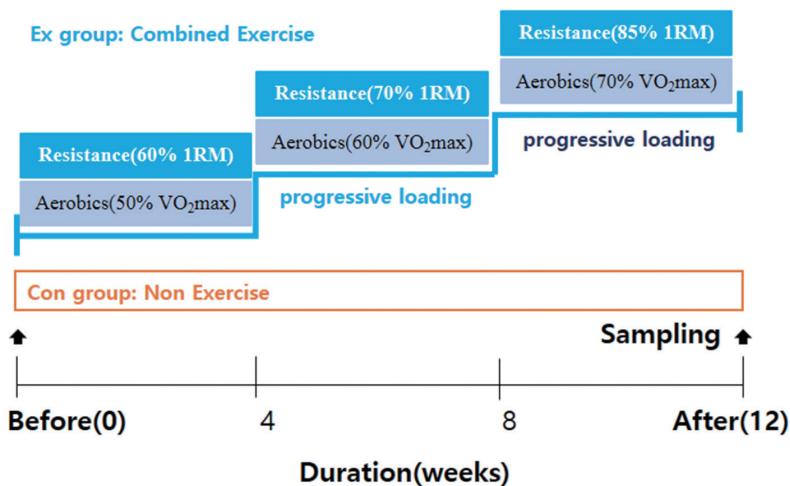 Ex group: Combined Exercise
Resistance(85% 1RM)
Aerobics(70% VO₂max)
Resistance(70% 1RM)
Aerobics(60% VO₂max)
progressive loading
Resistance(60% 1RM)
Aerobics(50% VO₂max)
progressive loading
Con group: Non Exercise
Sampling
Before(0) 4 8 After(12)
Duration(weeks)